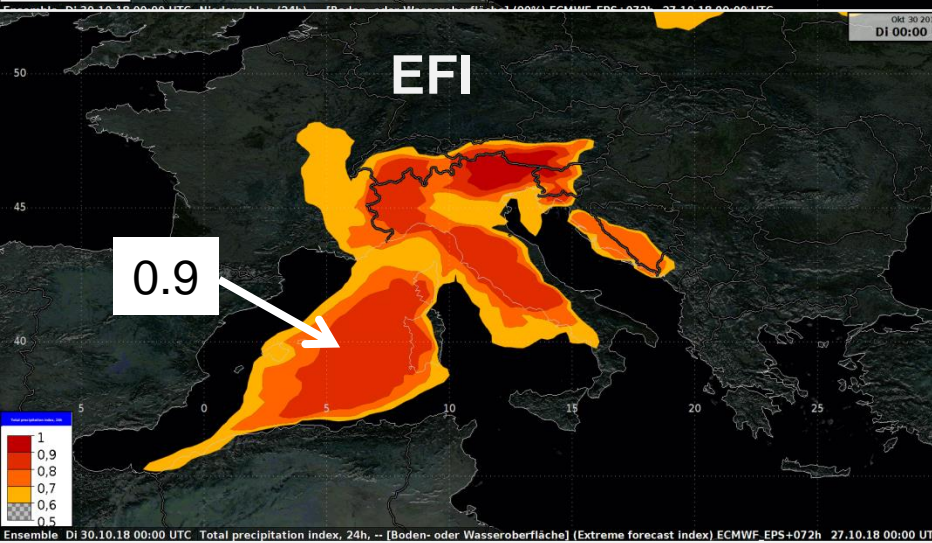 Ensemble Di 30.10.18 00:00 UTC Niederschlag (24h), -- [Boden- oder Wasseroberfläche] (90%) ECMWF_EPS+072h 27.10.18 00:00 UTC
Okt 30 20
Di 00:00
EFI
50
45
0.9
40
5 0 5 10 15 20 25
Total precipitation index, 24h
1
0,9
0,8
0,7
0,6
0,5
Ensemble Di 30.10.18 00:00 UTC Total precipitation index, 24h, -- [Boden- oder Wasseroberfläche] (Extreme forecast index) ECMWF_EPS+072h 27.10.18 00:00 UT